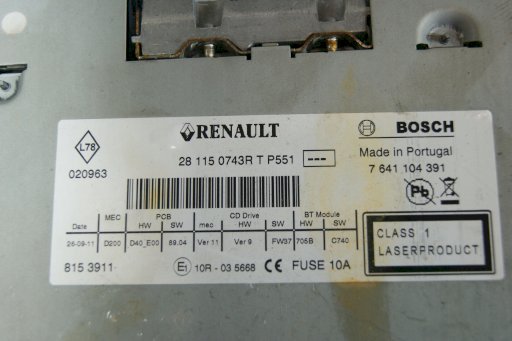 L78
RENAULT
BOSCH
020963
28 115 0743R T P551
---
Made in Portugal
7 641 104 391
Pb
MEC PCB CD Drive BT Module
Date HW SW mec HW SW HW SW
26-09-11 D200 D40_E00 89.04 Ver 11 Ver 9 FW37 705B C740
CLASS 1
LASERPRODUCT
815 3911
E1 10R - 03 5668 CE FUSE 10A